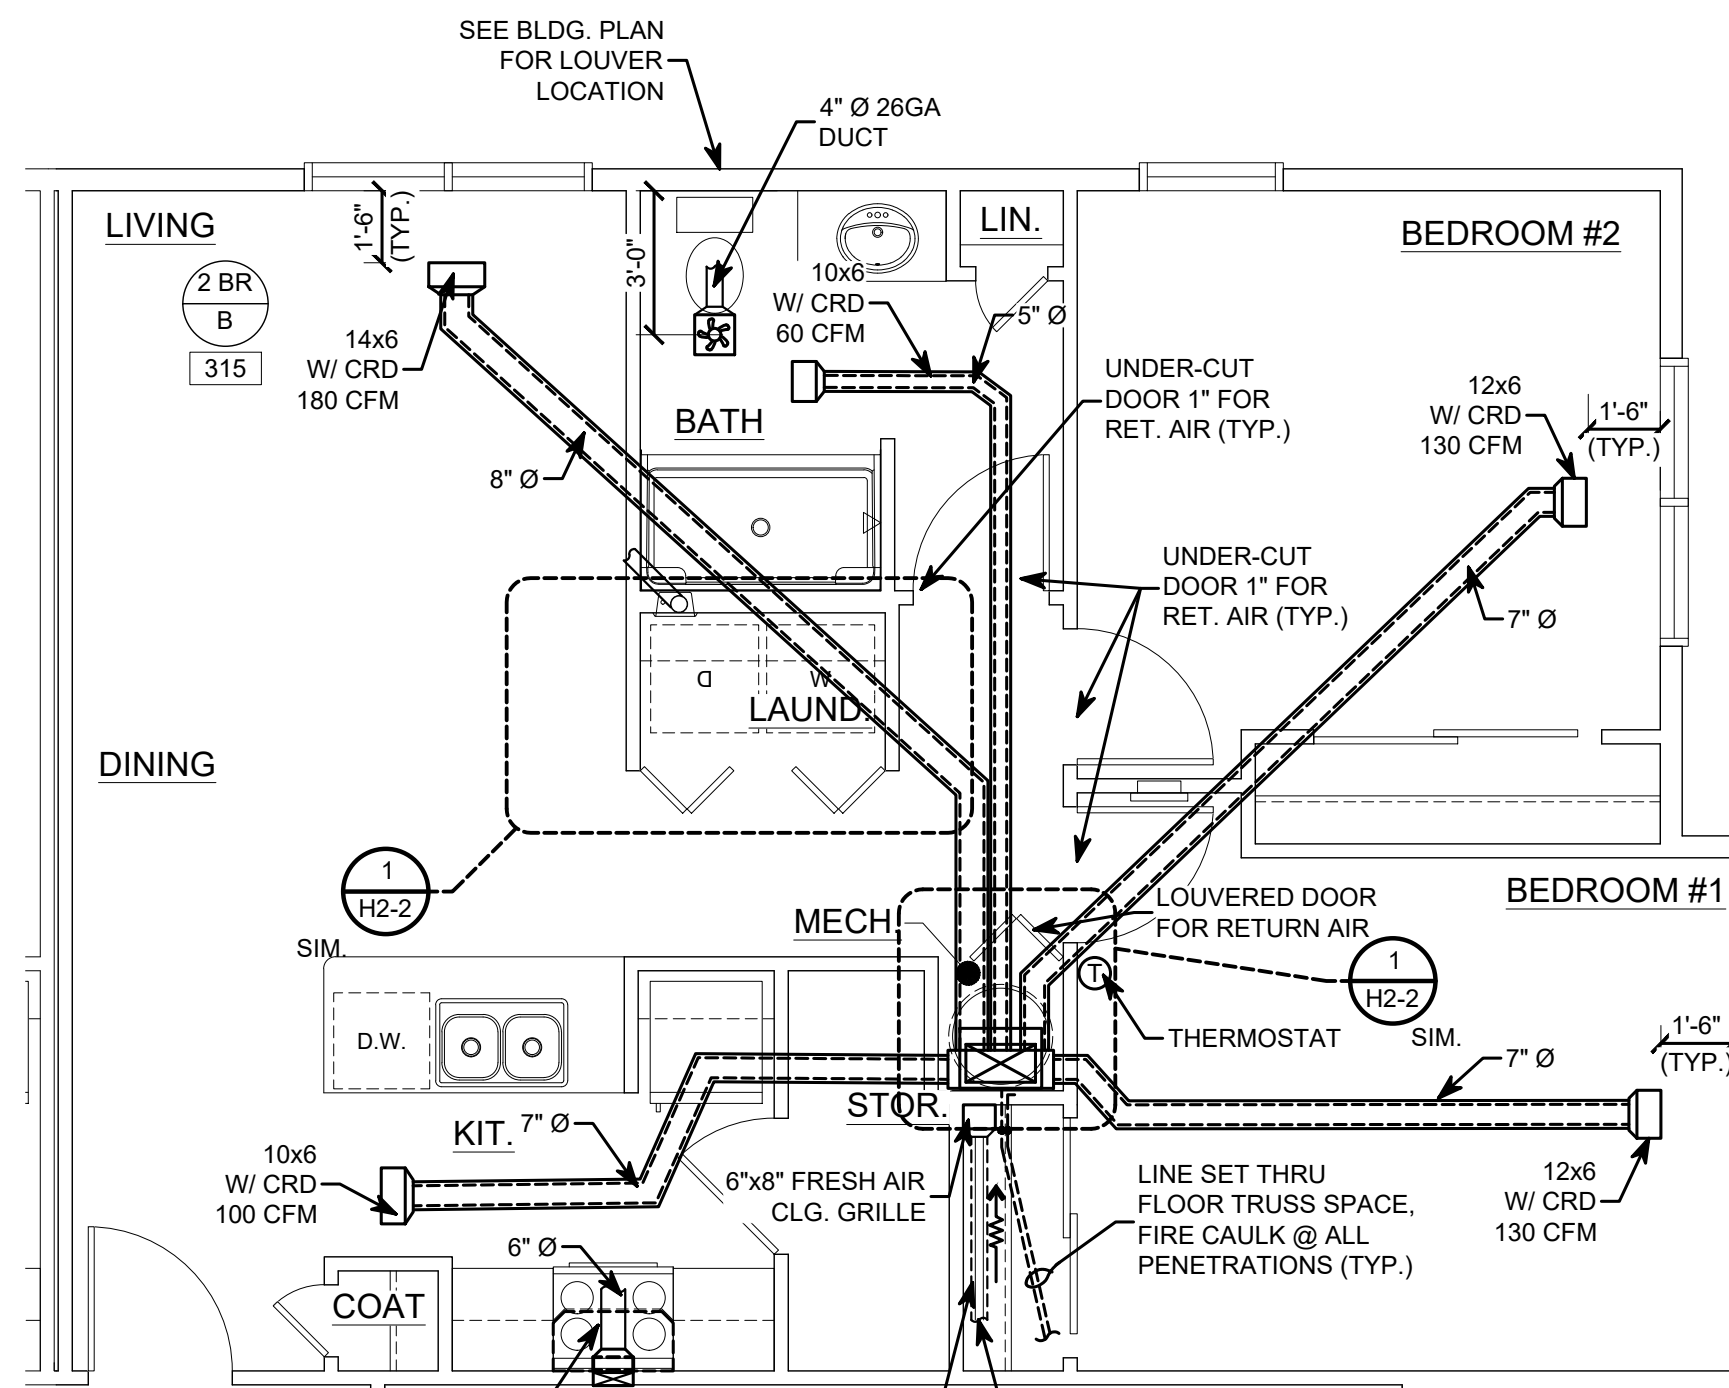 SEE BLDG. PLAN
FOR LOUVER
LOCATION
4" Ø 26GA
DUCT
LIVING
1'-6"
(TYP.)
3'-0"
LIN.
BEDROOM #2
2 BR
B
315
10x6
W/ CRD
60 CFM
5" Ø
14x6
W/ CRD
180 CFM
UNDER-CUT
DOOR 1" FOR
RET. AIR (TYP.)
12x6
W/ CRD
130 CFM
1'-6"
(TYP.)
BATH
8" Ø
UNDER-CUT
DOOR 1" FOR
RET. AIR (TYP.)
7" Ø
D
W
LAUND.
DINING
1
H2-2
SIM.
MECH.
LOUVERED DOOR
FOR RETURN AIR
BEDROOM #1
T
1
H2-2
SIM.
D.W.
THERMOSTAT
1'-6"
(TYP.)
7" Ø
STOR.
KIT.
7" Ø
10x6
W/ CRD
100 CFM
6"x8" FRESH AIR
CLG. GRILLE
LINE SET THRU
FLOOR TRUSS SPACE,
FIRE CAULK @ ALL
PENETRATIONS (TYP.)
12x6
W/ CRD
130 CFM
6" Ø
COAT